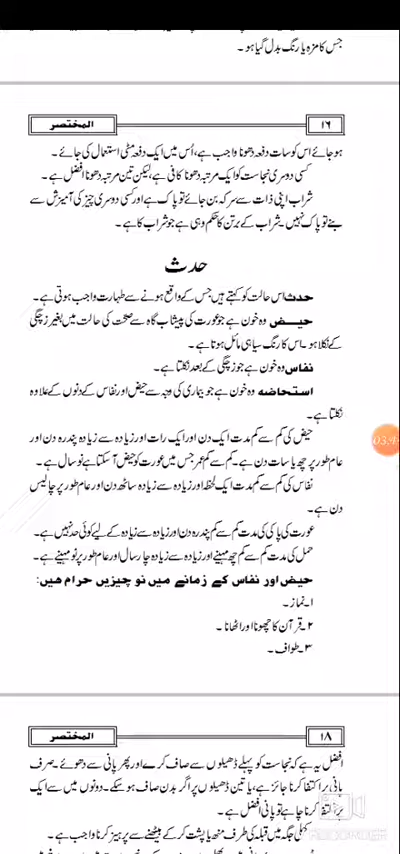 جس کا مزہ یا رنگ بدل گیا ہو۔
۱۶
المختصر
ہو جائے اس کو سات دفعہ دھونا واجب ہے، اُس میں ایک دفعہ مٹی استعمال کی جائے۔
کسی دوسری نجاست کو ایک مرتبہ دھونا کافی ہے، لیکن تین مرتبہ دھونا افضل ہے۔
شراب اپنی ذات سے سرکہ بن جائے تو پاک ہے اور کسی دوسری چیز کی آمیزش سے
بنے تو پاک نہیں۔ شراب کے برتن کا حکم وہی ہے جو شراب کا ہے۔
حدث
حدث اس حالت کو کہتے ہیں جس کے واقع ہونے سے طہارت واجب ہوتی ہے۔
حیض وہ خون ہے جو عورت کی پیشاب گاہ سے صحت کی حالت میں بغیر زچگی
کے نکلا ہو۔ اس کا رنگ سیاہی مائل ہوتا ہے۔
نفاس وہ خون ہے جو زچگی کے بعد نکلتا ہے۔
استحاضہ وہ خون ہے جو بیماری کی وجہ سے حیض اور نفاس کے دنوں کے علاوہ
نکلتا ہے۔
حیض کی کم سے کم مدت ایک دن اور ایک رات اور زیادہ سے زیادہ پندرہ دن اور
عام طور پر چھ یا سات دن ہے۔ کم سے کم عمر جس میں عورت کو حیض آ سکتا ہے نو سال ہے۔
نفاس کی کم سے کم مدت ایک لحظہ اور زیادہ سے زیادہ ساٹھ دن اور عام طور پر چالیس
دن ہے۔
عورت کی پاکی کی مدت کم سے کم پندرہ دن اور زیادہ سے زیادہ کے لیے کوئی حد نہیں ہے۔
حمل کی مدت کم سے کم چھ مہینے اور زیادہ سے زیادہ چار سال اور عام طور پر نو مہینے ہے۔
حیض اور نفاس کے زمانے میں نو چیزیں حرام ہیں:
۱۔ نماز۔
۲۔ قرآن کا چھونا اور اٹھانا۔
۳۔ طواف۔
۱۸
المختصر
افضل یہ ہے کہ نجاست کو پہلے ڈھیلوں سے صاف کرے اور پھر پانی سے دھوئے۔ صرف
پانی پر اکتفا کرنا جائز ہے، یا تین ڈھیلوں پر اگر بدن صاف ہو سکے۔ دونوں میں سے ایک
پر اکتفا کرنا چاہے تو پانی افضل ہے۔
کھلی جگہ میں قبلہ کی طرف منھ یا پشت کر کے بیٹھنے سے پرہیز کرنا واجب ہے۔